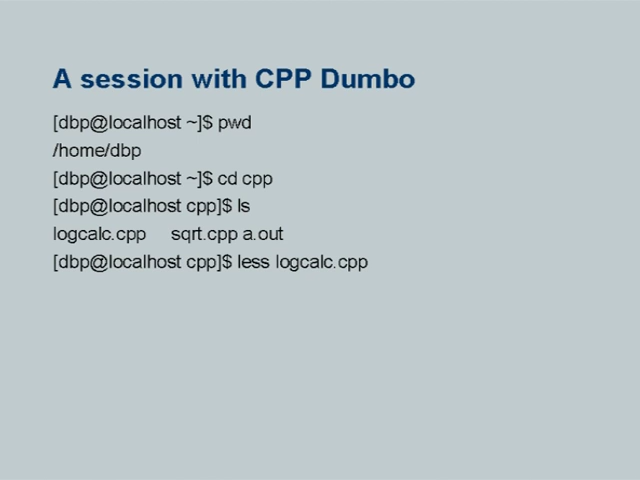 A session with CPP Dumbo
[dbp@localhost ~]$ pwd
/home/dbp
[dbp@localhost ~]$ cd cpp
[dbp@localhost cpp]$ ls
logcalc.cpp     sqrt.cpp a.out
[dbp@localhost cpp]$ less logcalc.cpp